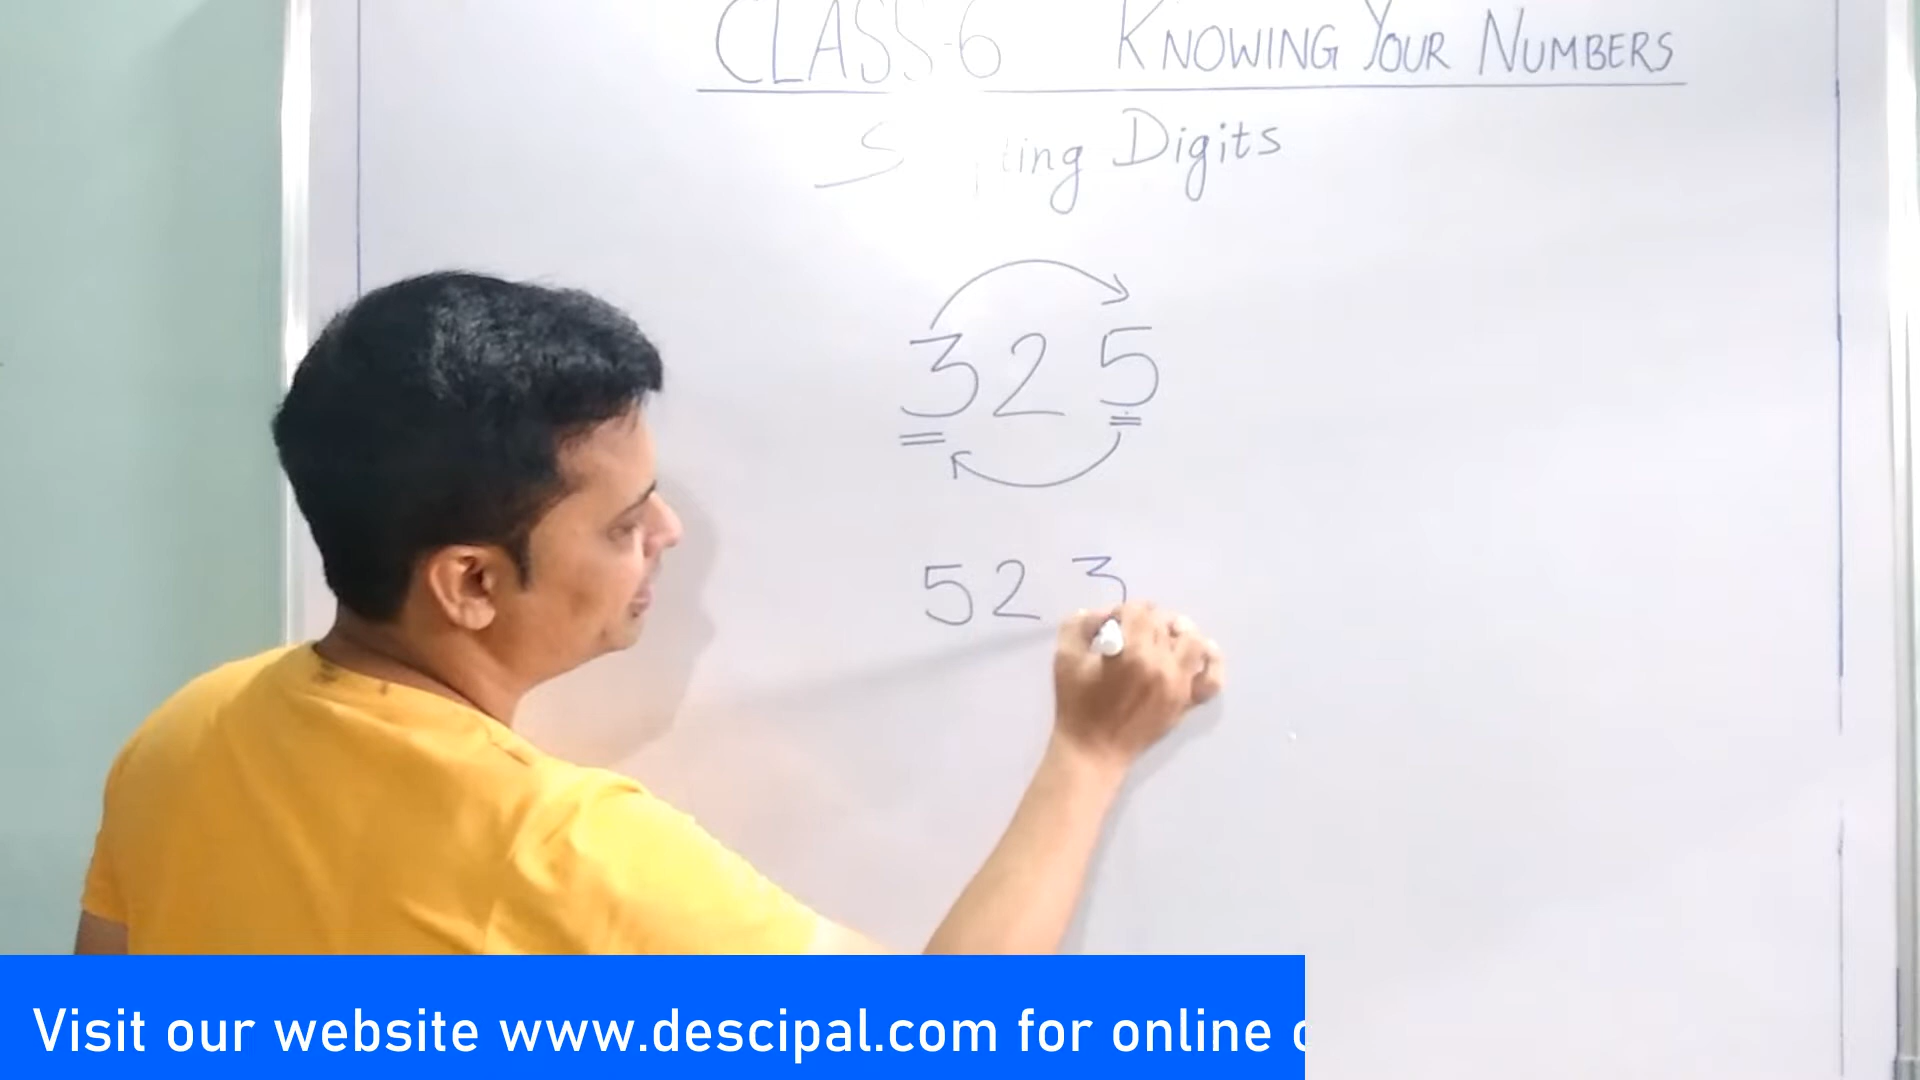 CLASS-6 KNOWING YOUR NUMBERS
Digits
325
523
Visit our website www.descipal.com for online